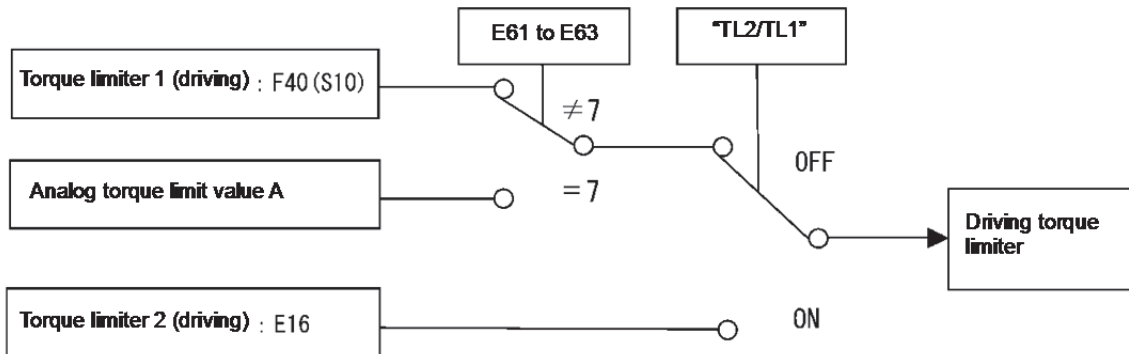 E61 to E63
"TL2/TL1"
Torque limiter 1 (driving) : F40(S10)
≠7
OFF
Analog torque limit value A
=7
Driving torque
limiter
Torque limiter 2 (driving) : E16
ON